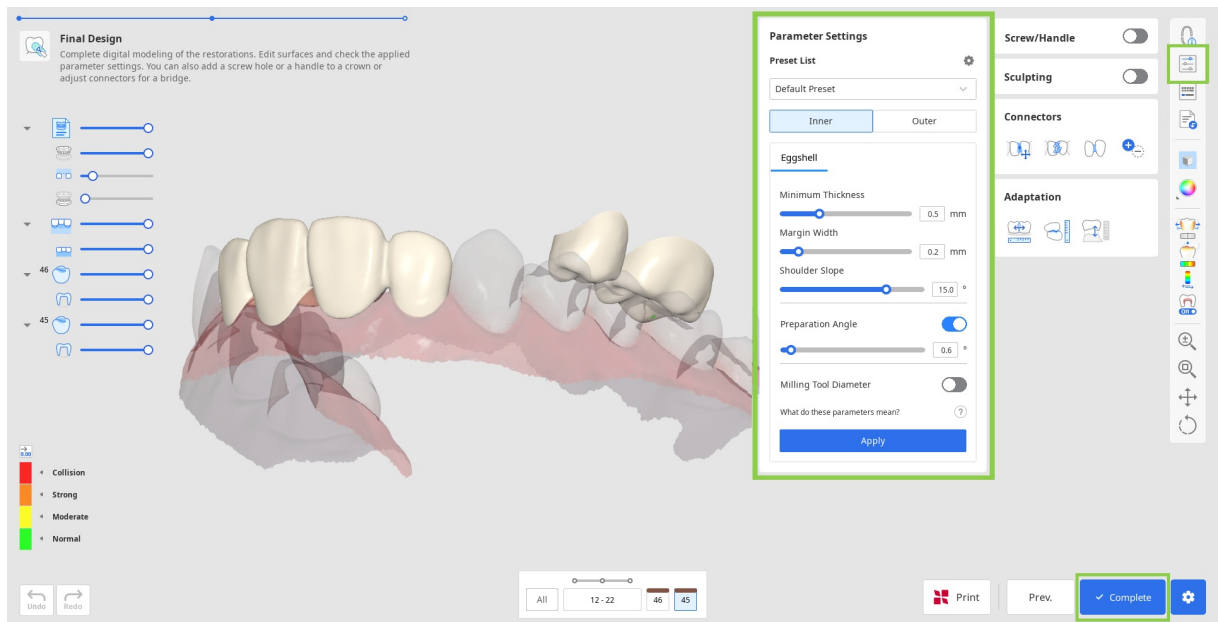 Final Design
Complete digital modeling of the restorations. Edit surfaces and check the applied
parameter settings. You can also add a screw hole or a handle to a crown or
adjust connectors for a bridge.
46
45
0.00
Collision
Strong
Moderate
Normal
Undo
Redo
All
12 - 22
46
45
Parameter Settings
Preset List
Default Preset
Inner
Outer
Eggshell
Minimum Thickness
0.5 mm
Margin Width
0.2 mm
Shoulder Slope
15.0 °
Preparation Angle
0.6 °
Milling Tool Diameter
What do these parameters mean?
?
Apply
Screw/Handle
Sculpting
Connectors
Adaptation
ON
Print
Prev.
Complete